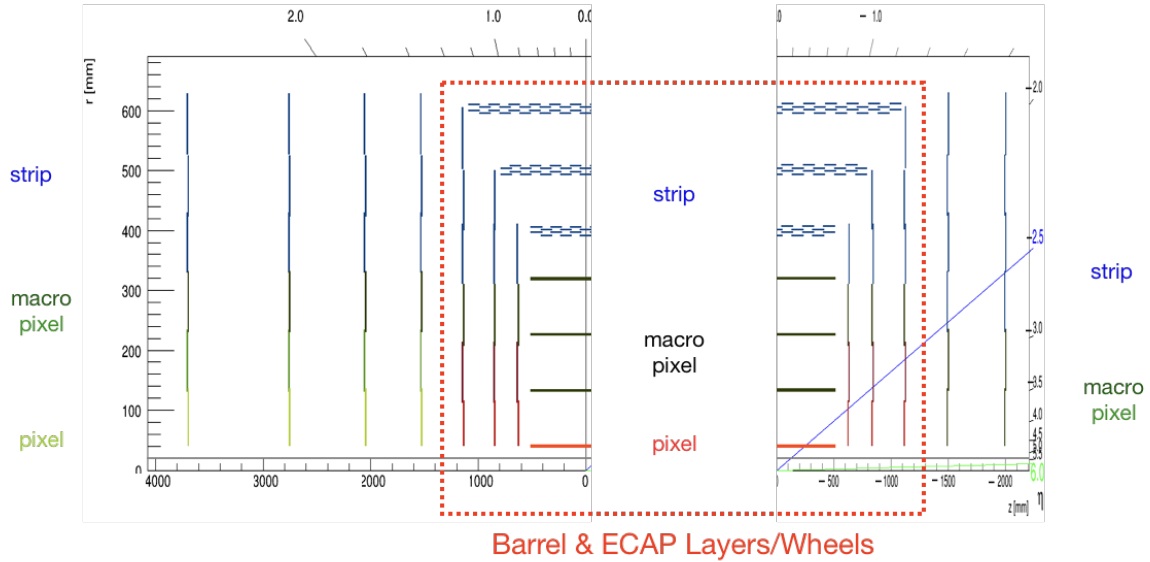 2.0 1.0 0.0 0 - 1.0
r [mm]
600
500
400
300
200
100
0
strip
macro
pixel
pixel
4000 3000 2000 1000 0
strip
macro
pixel
pixel
-2.0
2.5
3.0
3.5
4.0
6.0
η
- 500 - 1000 - 1500 - 2000
z [mm]
strip
macro
pixel
Barrel & ECAP Layers/Wheels